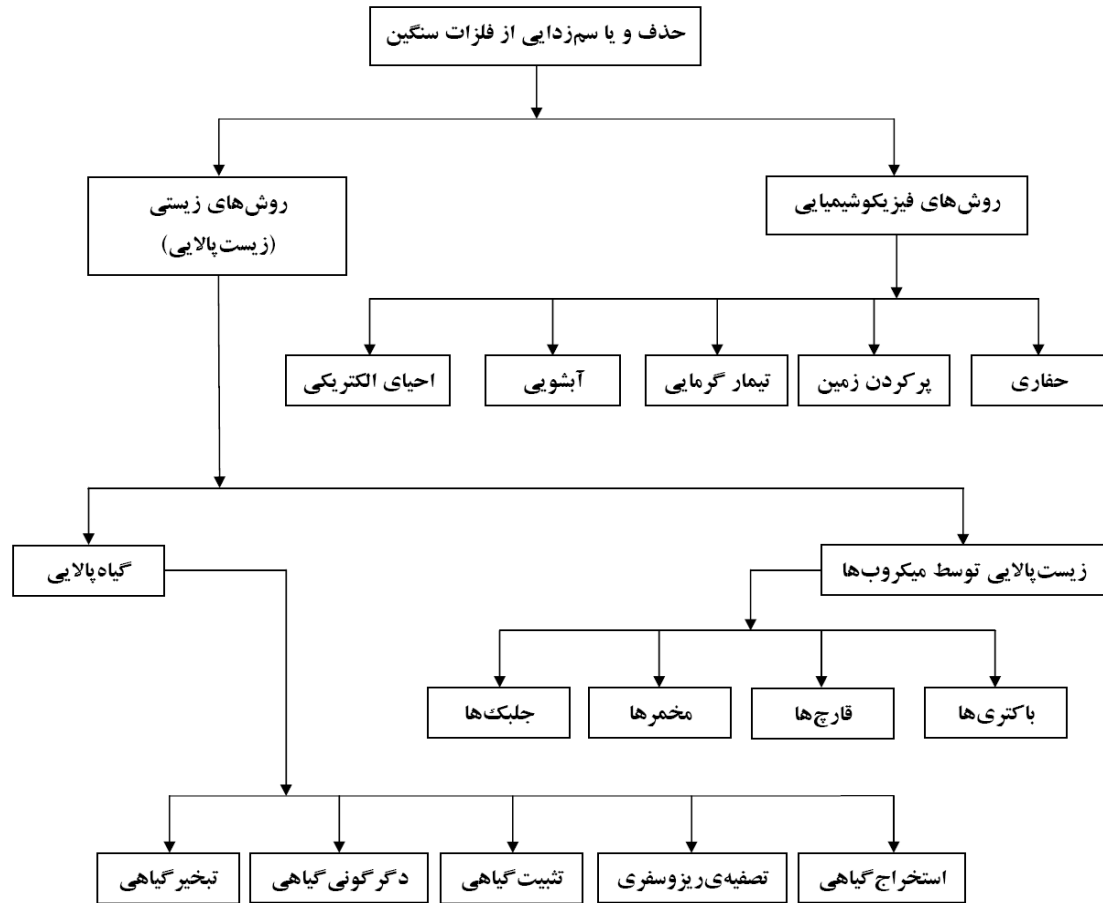 حذف و یا سم‌زدایی از فلزات سنگین
روش‌های فیزیکوشیمیایی
روش‌های زیستی
(زیست‌پالایی)
حفاری
پرکردن زمین
تیمار گرمایی
آبشویی
احیای الکتریکی
زیست‌پالایی توسط میکروب‌ها
گیاه‌پالایی
باکتری‌ها
قارچ‌ها
مخمرها
جلبک‌ها
استخراج‌گیاهی
تصفیه‌ی‌ریزوسفری
تثبیت‌گیاهی
دگرگونی‌گیاهی
تبخیرگیاهی